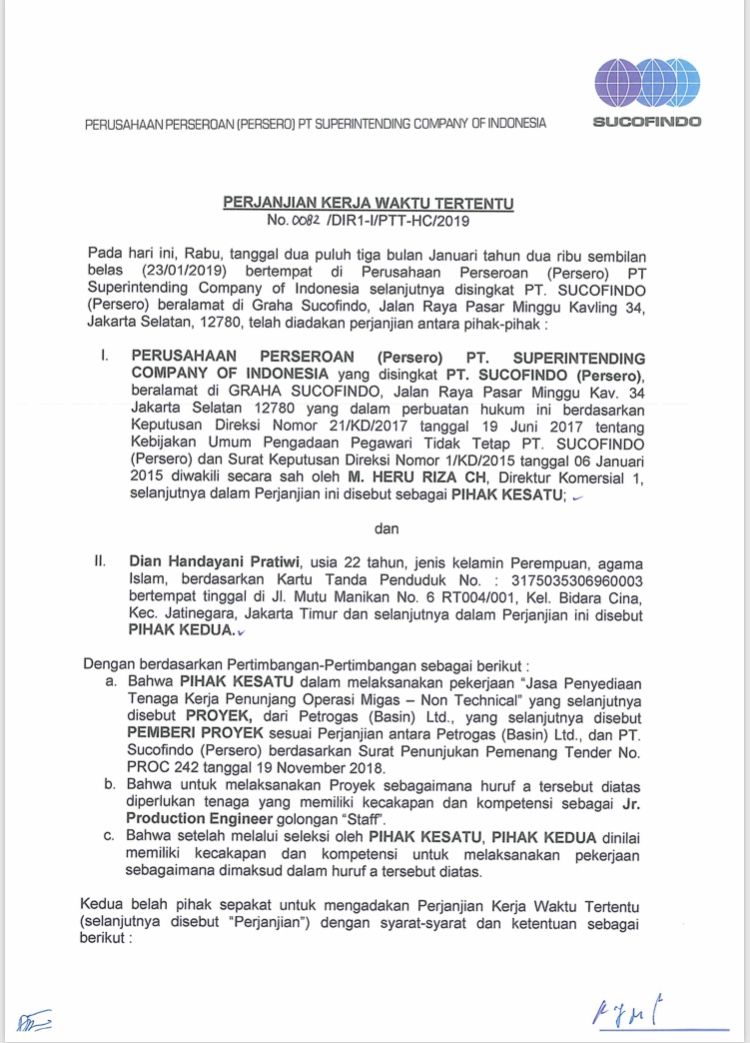 SUCOFINDO
PERUSAHAAN PERSEROAN (PERSERO) PT SUPERINTENDING COMPANY OF INDONESIA
PERJANJIAN KERJA WAKTU TERTENTU
No. 0082 /DIR1-I/PTT-HC/2019
Pada hari ini, Rabu, tanggal dua puluh tiga bulan Januari tahun dua ribu sembilan
belas (23/01/2019) bertempat di Perusahaan Perseroan (Persero) PT
Superintending Company of Indonesia selanjutnya disingkat PT. SUCOFINDO
(Persero) beralamat di Graha Sucofindo, Jalan Raya Pasar Minggu Kavling 34,
Jakarta Selatan, 12780, telah diadakan perjanjian antara pihak-pihak :
I. PERUSAHAAN PERSEROAN (Persero) PT. SUPERINTENDING
COMPANY OF INDONESIA yang disingkat PT. SUCOFINDO (Persero),
beralamat di GRAHA SUCOFINDO, Jalan Raya Pasar Minggu Kav. 34
Jakarta Selatan 12780 yang dalam perbuatan hukum ini berdasarkan
Keputusan Direksi Nomor 21/KD/2017 tanggal 19 Juni 2017 tentang
Kebijakan Umum Pengadaan Pegawari Tidak Tetap PT. SUCOFINDO
(Persero) dan Surat Keputusan Direksi Nomor 1/KD/2015 tanggal 06 Januari
2015 diwakili secara sah oleh M. HERU RIZA CH, Direktur Komersial 1,
selanjutnya dalam Perjanjian ini disebut sebagai PIHAK KESATU;
dan
II. Dian Handayani Pratiwi, usia 22 tahun, jenis kelamin Perempuan, agama
Islam, berdasarkan Kartu Tanda Penduduk No. : 3175035306960003
bertempat tinggal di Jl. Mutu Manikan No. 6 RT004/001, Kel. Bidara Cina,
Kec. Jatinegara, Jakarta Timur dan selanjutnya dalam Perjanjian ini disebut
PIHAK KEDUA.
Dengan berdasarkan Pertimbangan-Pertimbangan sebagai berikut :
a. Bahwa PIHAK KESATU dalam melaksanakan pekerjaan "Jasa Penyediaan
Tenaga Kerja Penunjang Operasi Migas – Non Technical" yang selanjutnya
disebut PROYEK, dari Petrogas (Basin) Ltd., yang selanjutnya disebut
PEMBERI PROYEK sesuai Perjanjian antara Petrogas (Basin) Ltd., dan PT.
Sucofindo (Persero) berdasarkan Surat Penunjukan Pemenang Tender No.
PROC 242 tanggal 19 November 2018.
b. Bahwa untuk melaksanakan Proyek sebagaimana huruf a tersebut diatas
diperlukan tenaga yang memiliki kecakapan dan kompetensi sebagai Jr.
Production Engineer golongan "Staff".
c. Bahwa setelah melalui seleksi oleh PIHAK KESATU, PIHAK KEDUA dinilai
memiliki kecakapan dan kompetensi untuk melaksanakan pekerjaan
sebagaimana dimaksud dalam huruf a tersebut diatas.
Kedua belah pihak sepakat untuk mengadakan Perjanjian Kerja Waktu Tertentu
(selanjutnya disebut "Perjanjian") dengan syarat-syarat dan ketentuan sebagai
berikut :